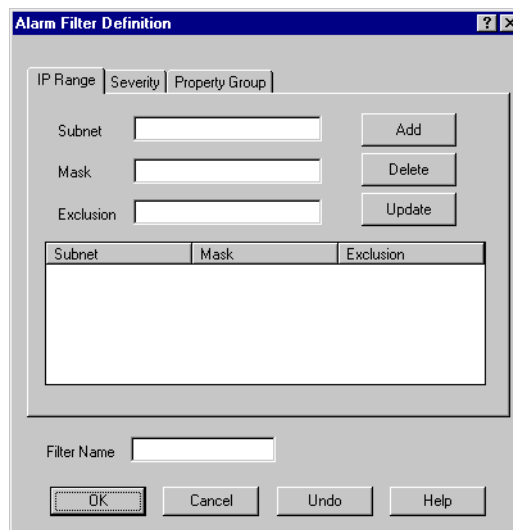 Alarm Filter Definition
IP Range Severity Property Group
Subnet Add
Mask Delete
Exclusion Update
Subnet Mask Exclusion
Filter Name
OK Cancel Undo Help